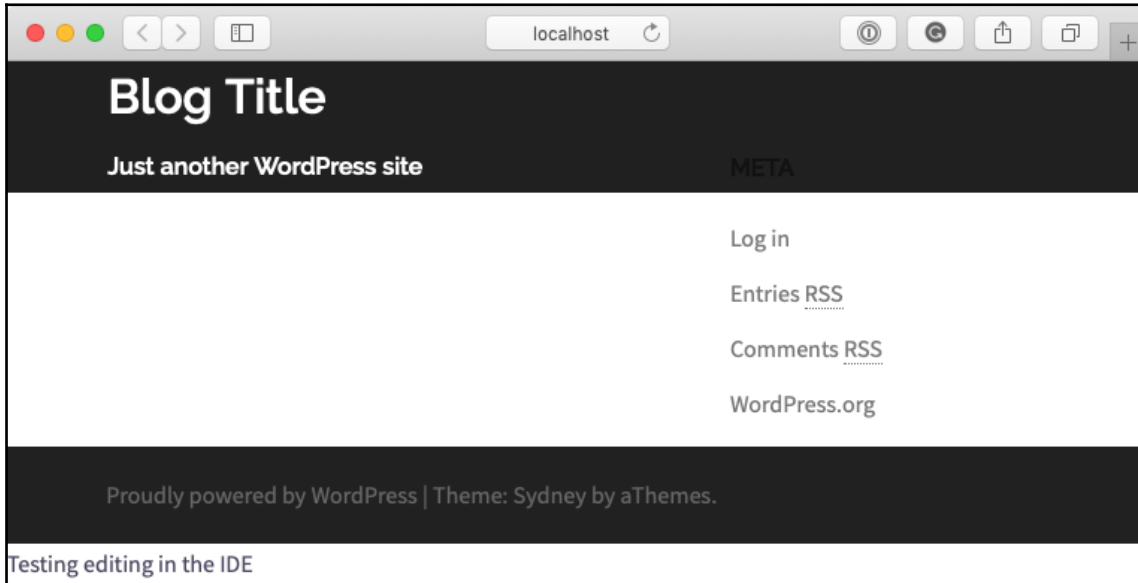 localhost
Blog Title
Just another WordPress site
META
Log in
Entries RSS
Comments RSS
WordPress.org
Proudly powered by WordPress | Theme: Sydney by aThemes.
Testing editing in the IDE